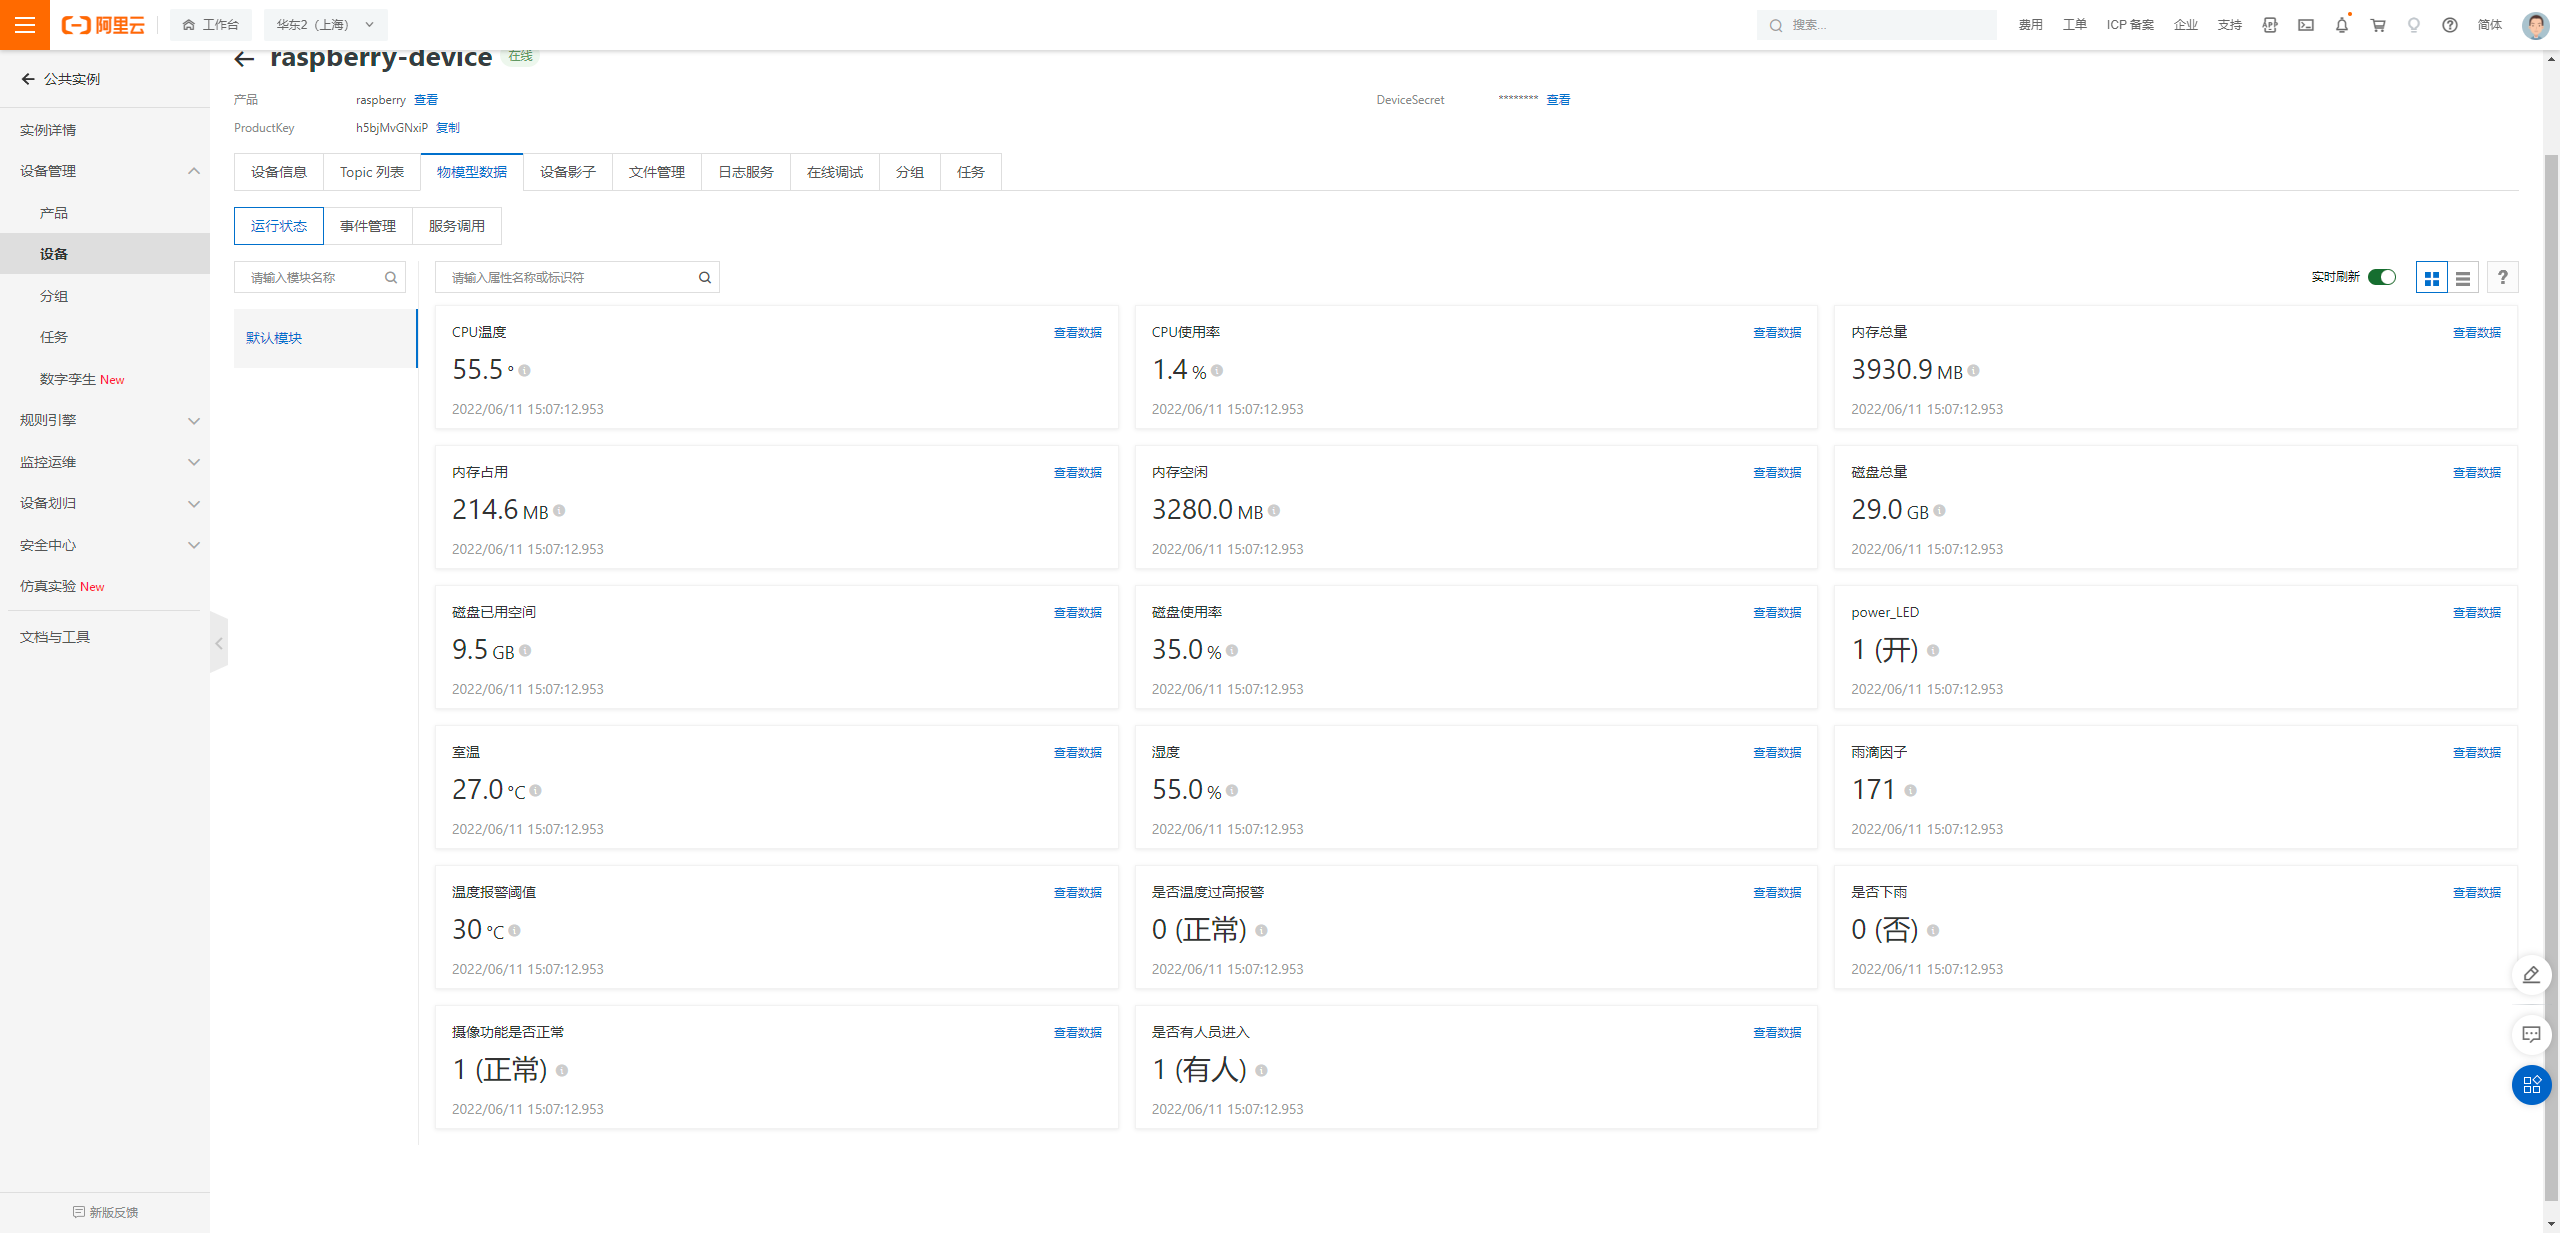 阿里云 工作台 华东2（上海） 搜索... 费用 工单 ICP 备案 企业 支持 简体
公共实例
实例详情
设备管理
产品
设备
分组
任务
数字孪生 New
规则引擎
监控运维
设备划归
安全中心
仿真实验 New
文档与工具
新版反馈
raspberry-device 在线
产品 raspberry 查看 DeviceSecret ******** 查看
ProductKey h5bjMvGNxiP 复制
设备信息 Topic 列表 物模型数据 设备影子 文件管理 日志服务 在线调试 分组 任务
运行状态 事件管理 服务调用
请输入模块名称 请输入属性名称或标识符 实时刷新 ?
默认模块
CPU温度 查看数据
55.5 °
2022/06/11 15:07:12.953
CPU使用率 查看数据
1.4 %
2022/06/11 15:07:12.953
内存总量 查看数据
3930.9 MB
2022/06/11 15:07:12.953
内存占用 查看数据
214.6 MB
2022/06/11 15:07:12.953
内存空闲 查看数据
3280.0 MB
2022/06/11 15:07:12.953
磁盘总量 查看数据
29.0 GB
2022/06/11 15:07:12.953
磁盘已用空间 查看数据
9.5 GB
2022/06/11 15:07:12.953
磁盘使用率 查看数据
35.0 %
2022/06/11 15:07:12.953
power_LED 查看数据
1 (开)
2022/06/11 15:07:12.953
室温 查看数据
27.0 °C
2022/06/11 15:07:12.953
湿度 查看数据
55.0 %
2022/06/11 15:07:12.953
雨滴因子 查看数据
171
2022/06/11 15:07:12.953
温度报警阈值 查看数据
30 °C
2022/06/11 15:07:12.953
是否温度过高报警 查看数据
0 (正常)
2022/06/11 15:07:12.953
是否下雨 查看数据
0 (否)
2022/06/11 15:07:12.953
摄像功能是否正常 查看数据
1 (正常)
2022/06/11 15:07:12.953
是否有人员进入 查看数据
1 (有人)
2022/06/11 15:07:12.953